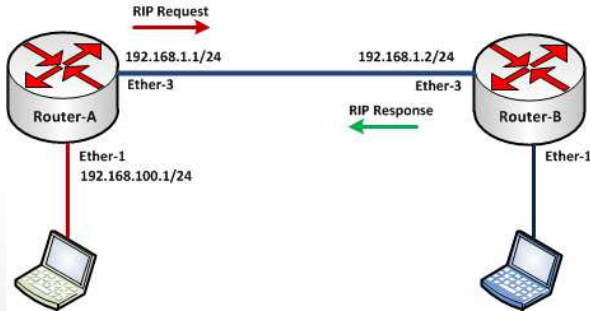 RIP Request
192.168.1.1/24
192.168.1.2/24
Ether-3
Ether-3
Router-A
RIP Response
Router-B
Ether-1
192.168.100.1/24
Ether-1